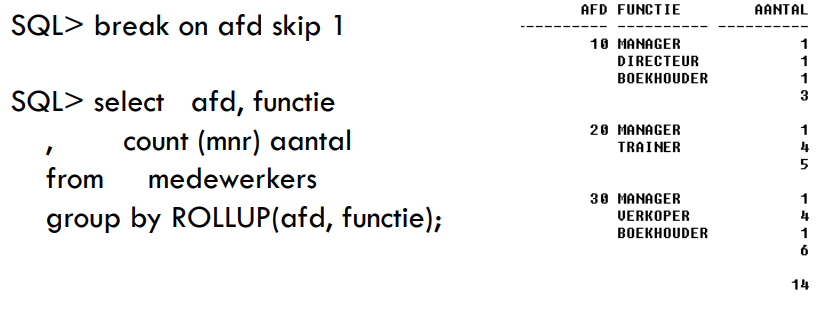 SQL> break on afd skip 1
SQL> select afd, functie
, count (mnr) aantal
from medewerkers
group by ROLLUP(afd, functie);
AFD FUNCTIE AANTAL
---------- ---------- ----------
10 MANAGER 1
DIRECTEUR 1
BOEKHOUDER 1
3
20 MANAGER 1
TRAINER 4
5
30 MANAGER 1
VERKOPER 4
BOEKHOUDER 1
6
14